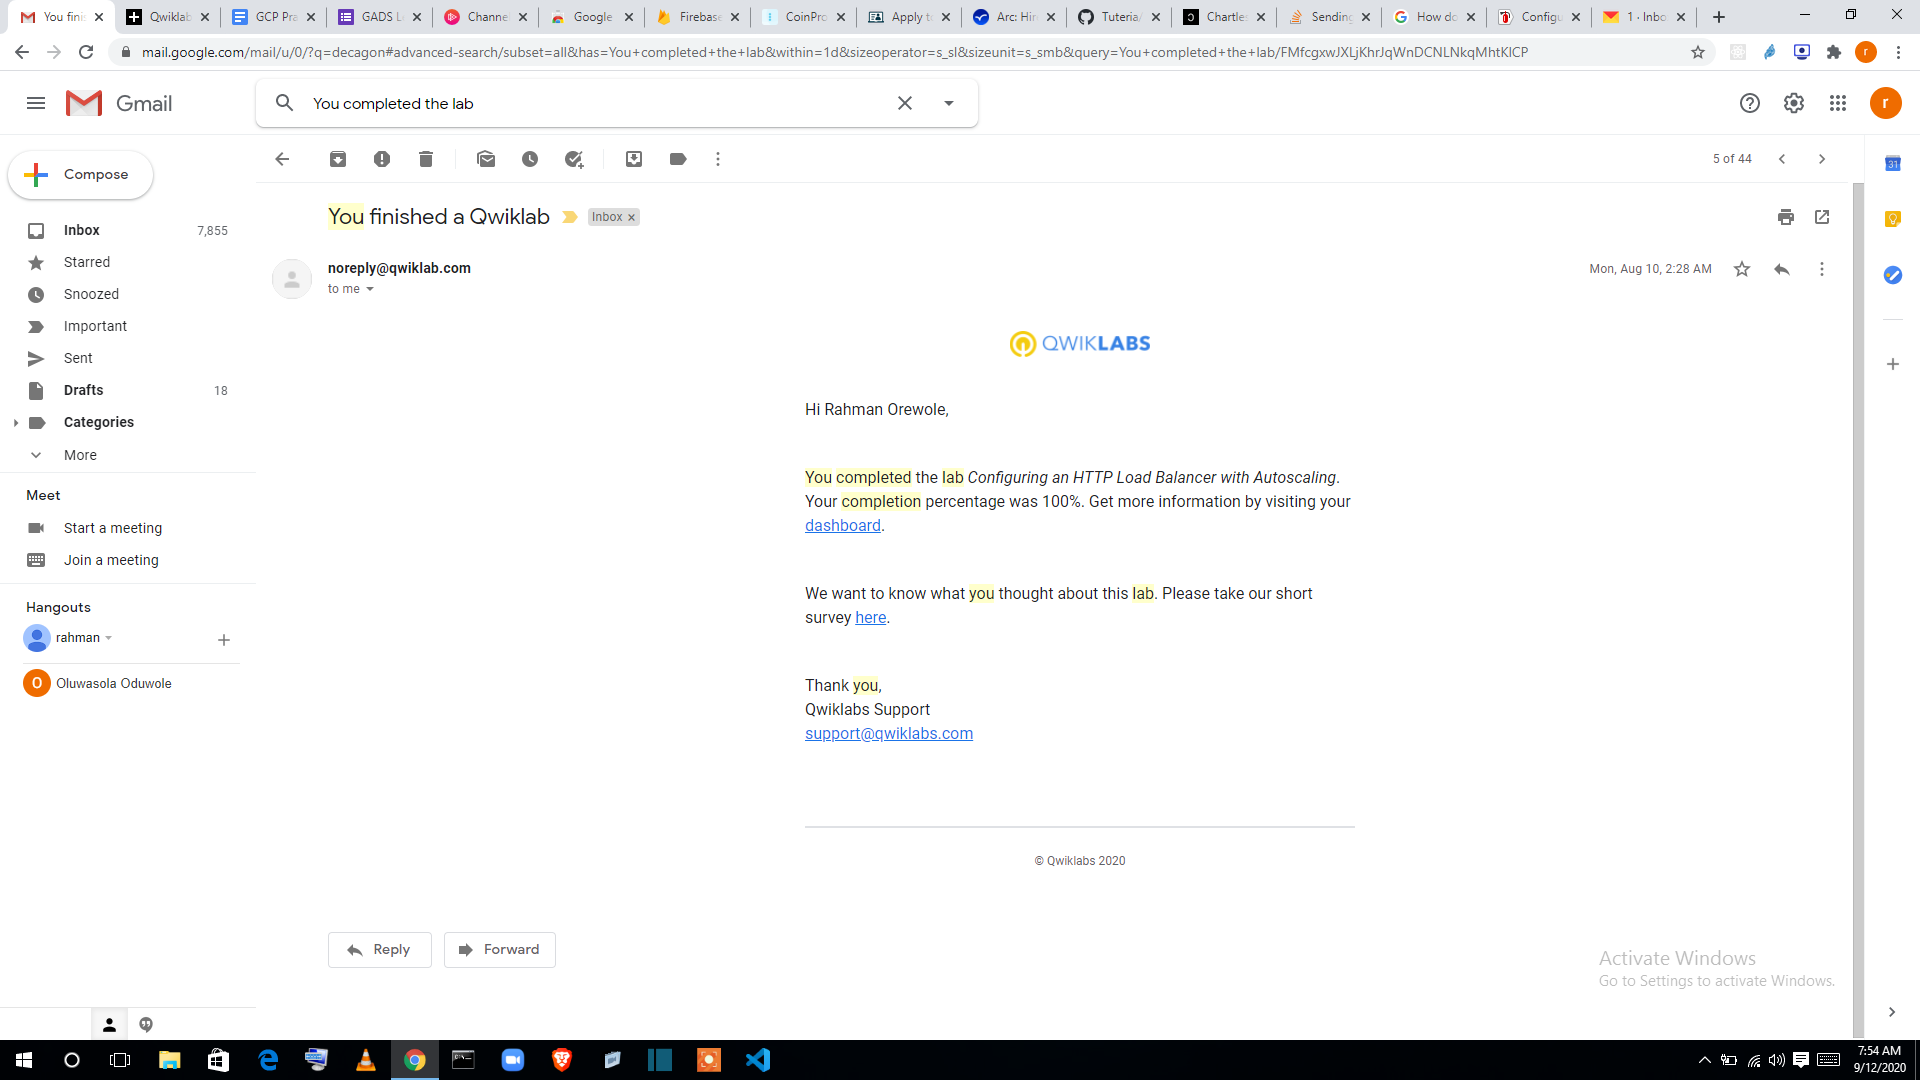 You finis
Qwiklab
GCP Pra
GADS L
Channel
Google
Firebase
CoinPro
Apply to
Arc: Hir
Tuteria/
Chartles
Sending
How do
Configu
1 · Inbo
mail.google.com/mail/u/0/?q=decagon#advanced-search/subset=all&has=You+completed+the+lab&within=1d&sizeoperator=s_sl&sizeunit=s_smb&query=You+completed+the+lab/FMfcgxwJXLjKhrJqWnDCNLNkqMhtKlCP
r
Gmail
You completed the lab
r
Compose
5 of 44
31
Inbox 7,855
Starred
Snoozed
Important
Sent
Drafts 18
Categories
More
Meet
Start a meeting
Join a meeting
Hangouts
rahman
O Oluwasola Oduwole
You finished a Qwiklab Inbox x
noreply@qwiklab.com
Mon, Aug 10, 2:28 AM
to me
QWIKLABS
Hi Rahman Orewole,
You completed the lab Configuring an HTTP Load Balancer with Autoscaling.
Your completion percentage was 100%. Get more information by visiting your
dashboard.
We want to know what you thought about this lab. Please take our short
survey here.
Thank you,
Qwiklabs Support
support@qwiklabs.com
© Qwiklabs 2020
Reply
Forward
Activate Windows
Go to Settings to activate Windows.
7:54 AM
9/12/2020